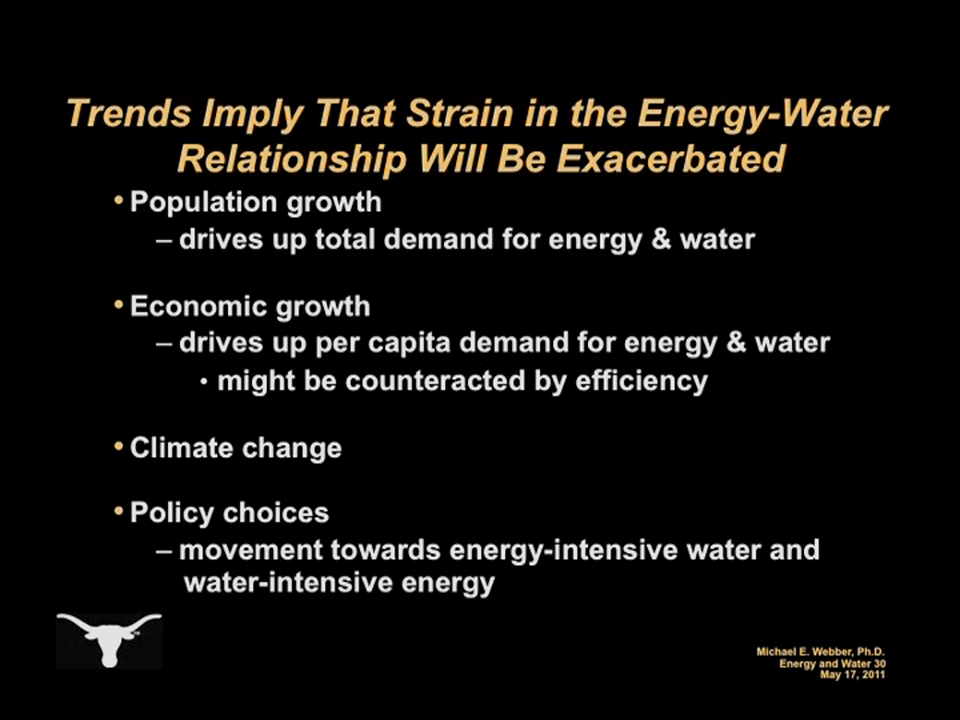 Trends Imply That Strain in the Energy-Water
Relationship Will Be Exacerbated
• Population growth
– drives up total demand for energy & water
• Economic growth
– drives up per capita demand for energy & water
• might be counteracted by efficiency
• Climate change
• Policy choices
– movement towards energy-intensive water and
water-intensive energy
Michael E. Webber, Ph.D.
Energy and Water 30
May 17, 2011